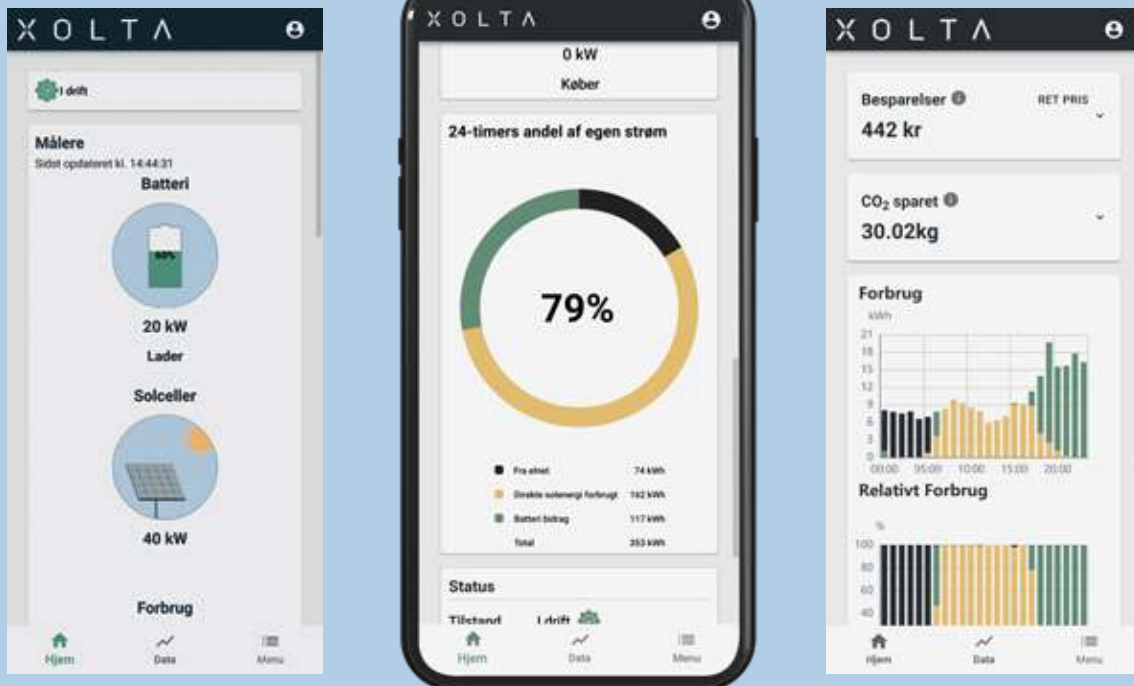 XOLTA
I drift
Målere
Sidst opdateret kl. 14:44:31
Batteri
60%
20 kW
Lader
Solceller
40 kW
Forbrug
Hjem
Data
Menu
XOLTA
0 kW
Køber
24-timers andel af egen strøm
79%
Fra elnet 74 kWh
Direkte solenergi forbrugt 162 kWh
Batteri bidrag 117 kWh
Total 353 kWh
Status
Tilstand I drift
Hjem
Data
Menu
XOLTA
Besparelser RET PRIS
442 kr
CO₂ sparet
30.02kg
Forbrug
kWh
21
18
15
12
9
6
3
0
00:00 05:00 10:00 15:00 20:00
Relativt Forbrug
%
100
80
60
40
Hjem
Data
Menu